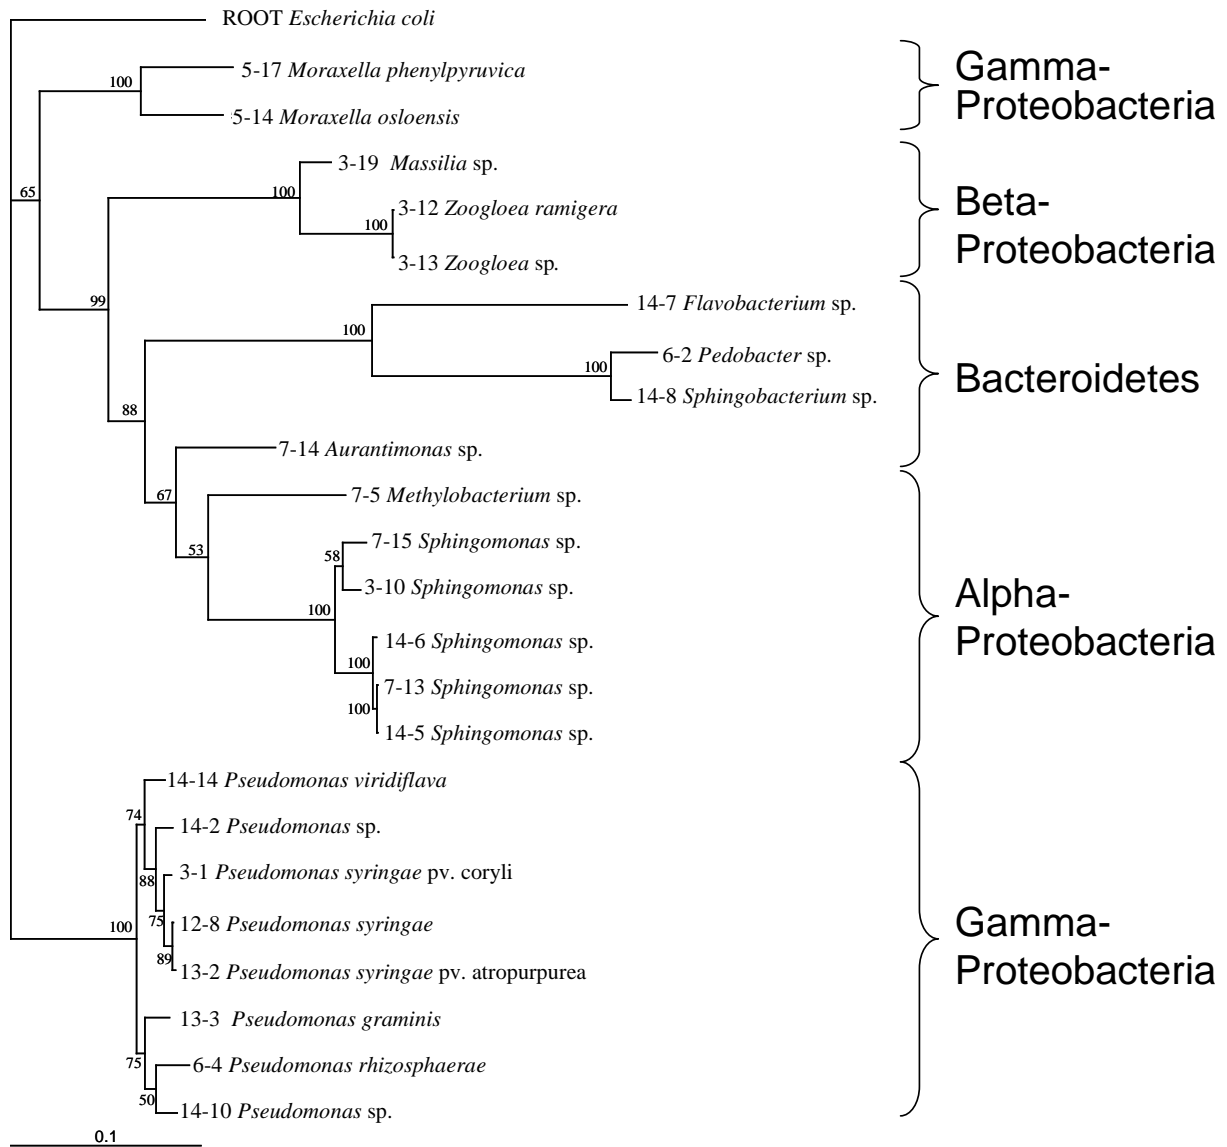 ROOT Escherichia coli
5-17 Moraxella phenylpyruvica
100
5-14 Moraxella osloensis
Gamma-
Proteobacteria
3-19 Massilia sp.
65
100
3-12 Zoogloea ramigera
100
3-13 Zoogloea sp.
Beta-
Proteobacteria
99
14-7 Flavobacterium sp.
100
6-2 Pedobacter sp.
100
14-8 Sphingobacterium sp.
Bacteroidetes
88
7-14 Aurantimonas sp.
67
7-5 Methylobacterium sp.
53
7-15 Sphingomonas sp.
58
3-10 Sphingomonas sp.
100
14-6 Sphingomonas sp.
100
7-13 Sphingomonas sp.
100
14-5 Sphingomonas sp.
Alpha-
Proteobacteria
14-14 Pseudomonas viridiflava
74
14-2 Pseudomonas sp.
88
3-1 Pseudomonas syringae pv. coryli
75
12-8 Pseudomonas syringae
100
89
13-2 Pseudomonas syringae pv. atropurpurea
13-3 Pseudomonas graminis
75
6-4 Pseudomonas rhizosphaerae
50
14-10 Pseudomonas sp.
Gamma-
Proteobacteria
0.1